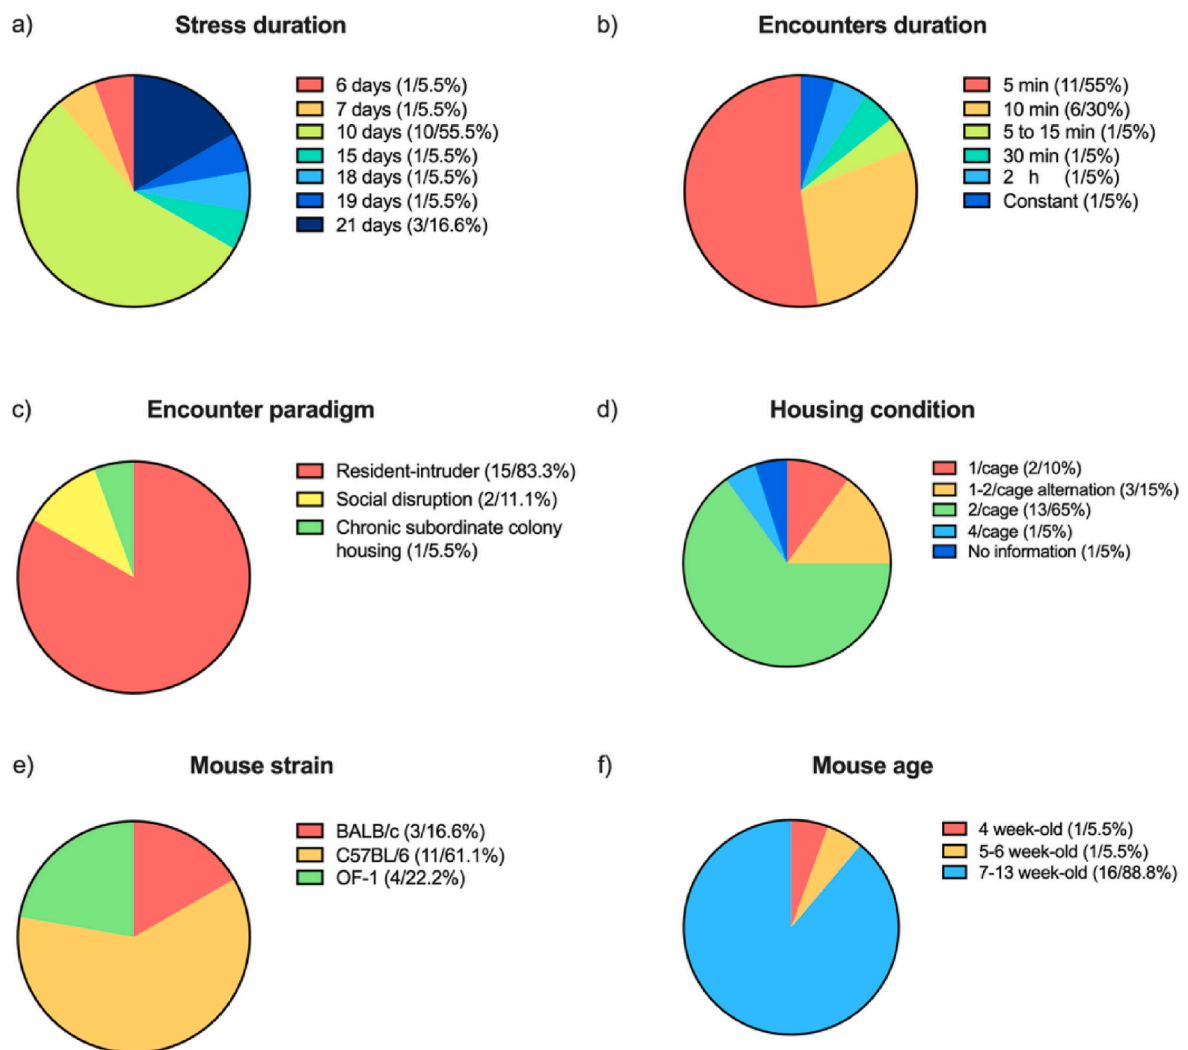 a)
Stress duration
6 days (1/5.5%)
7 days (1/5.5%)
10 days (10/55.5%)
15 days (1/5.5%)
18 days (1/5.5%)
19 days (1/5.5%)
21 days (3/16.6%)
b)
Encounters duration
5 min (11/55%)
10 min (6/30%)
5 to 15 min (1/5%)
30 min (1/5%)
2 h (1/5%)
Constant (1/5%)
c)
Encounter paradigm
Resident-intruder (15/83.3%)
Social disruption (2/11.1%)
Chronic subordinate colony
housing (1/5.5%)
d)
Housing condition
1/cage (2/10%)
1-2/cage alternation (3/15%)
2/cage (13/65%)
4/cage (1/5%)
No information (1/5%)
e)
Mouse strain
BALB/c (3/16.6%)
C57BL/6 (11/61.1%)
OF-1 (4/22.2%)
f)
Mouse age
4 week-old (1/5.5%)
5-6 week-old (1/5.5%)
7-13 week-old (16/88.8%)